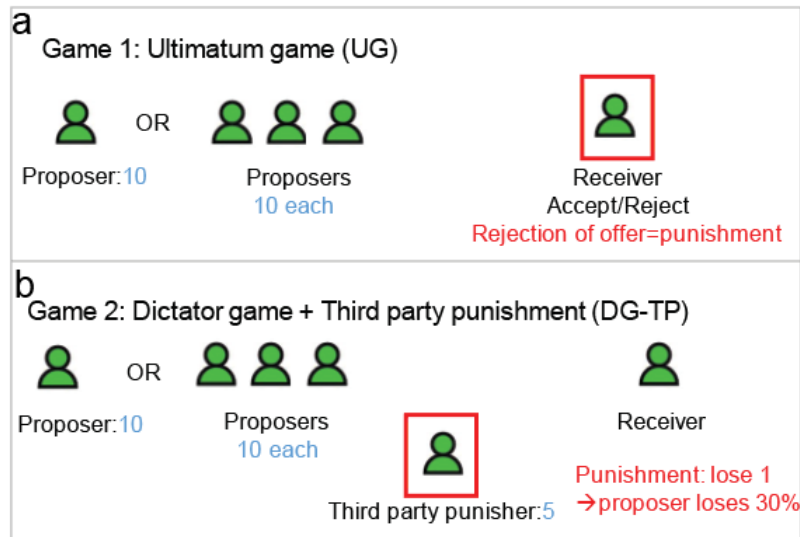 a
Game 1: Ultimatum game (UG)
OR
Proposer:10
Proposers
10 each
Receiver
Accept/Reject
Rejection of offer=punishment
b
Game 2: Dictator game + Third party punishment (DG-TP)
OR
Proposer:10
Proposers
10 each
Receiver
Third party punisher:5
Punishment: lose 1
→proposer loses 30%